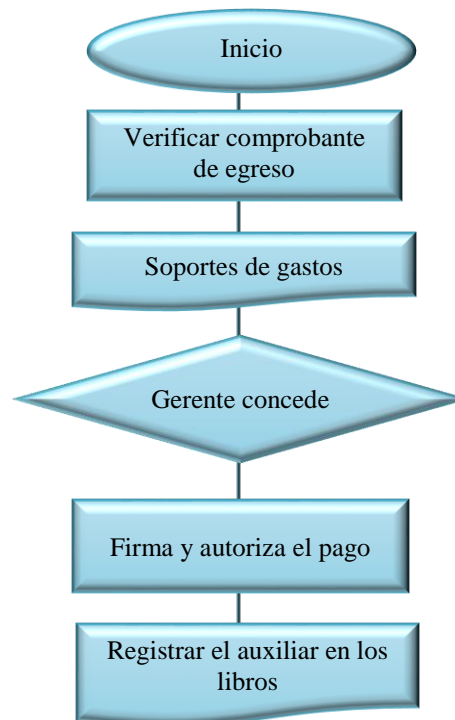 Inicio
Verificar comprobante
de egreso
Soportes de gastos
Gerente concede
Firma y autoriza el pago
Registrar el auxiliar en los
libros